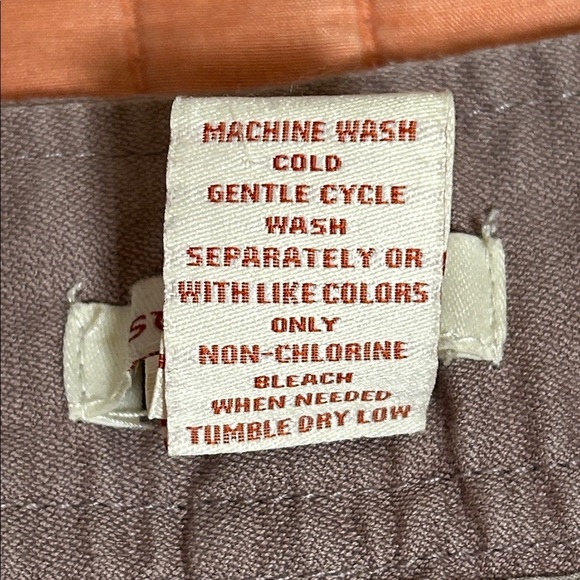 MACHINE WASH
COLD
GENTLE CYCLE
WASH
SEPARATELY OR
WITH LIKE COLORS
ONLY
NON-CHLORINE
BLEACH
WHEN NEEDED
TUMBLE DRY LOW